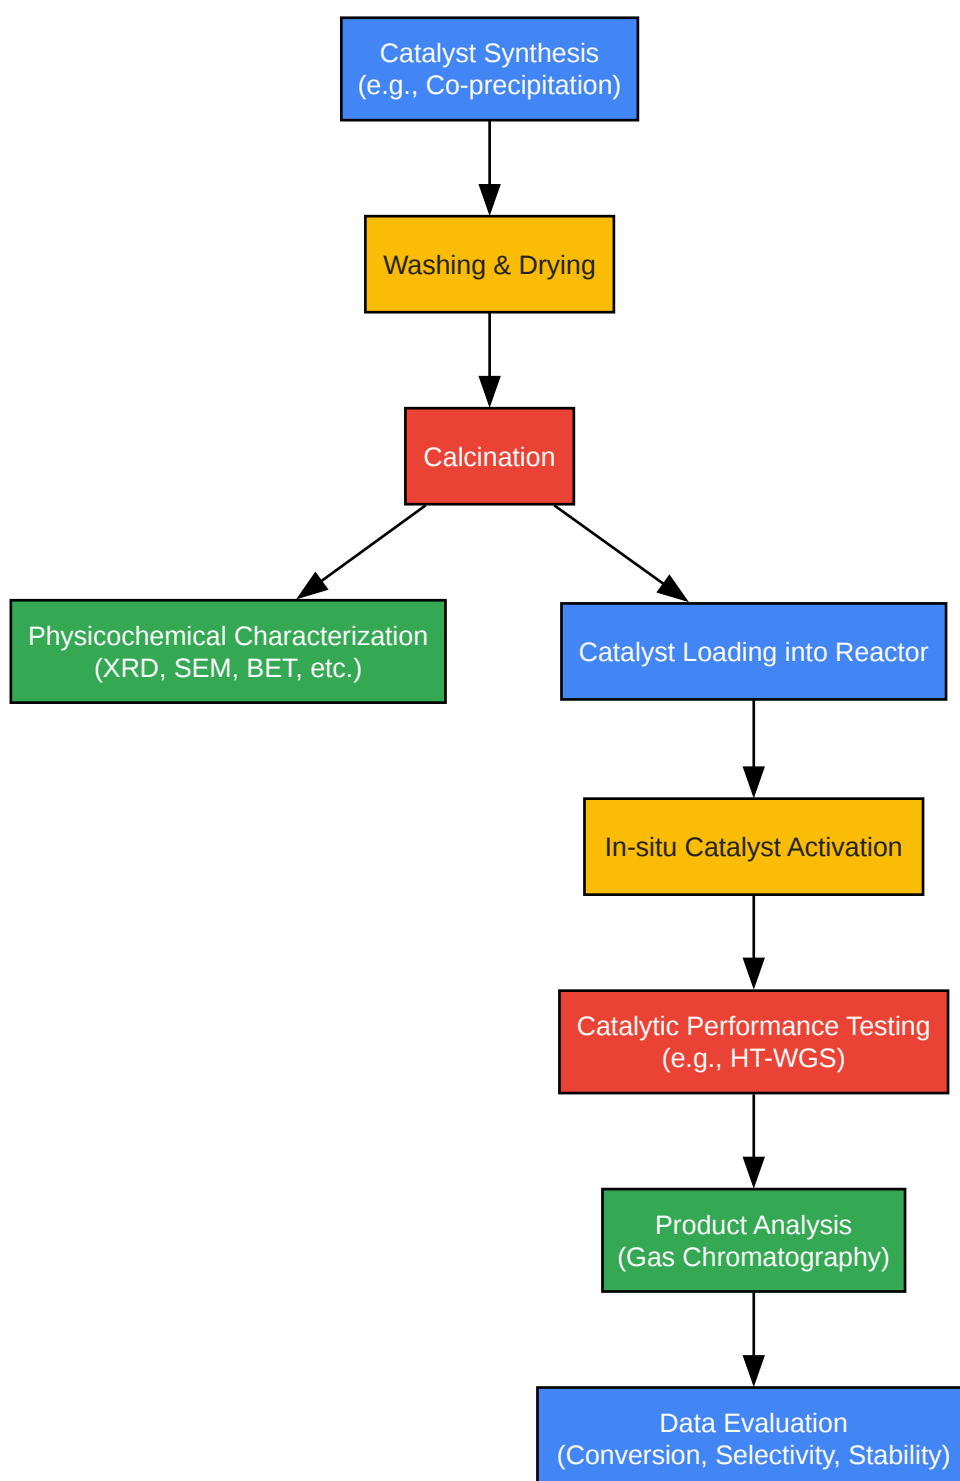 Catalyst Synthesis
(e.g., Co-precipitation)
Washing & Drying
Calcination
Physicochemical Characterization
(XRD, SEM, BET, etc.)
Catalyst Loading into Reactor
In-situ Catalyst Activation
Catalytic Performance Testing
(e.g., HT-WGS)
Product Analysis
(Gas Chromatography)
Data Evaluation
(Conversion, Selectivity, Stability)